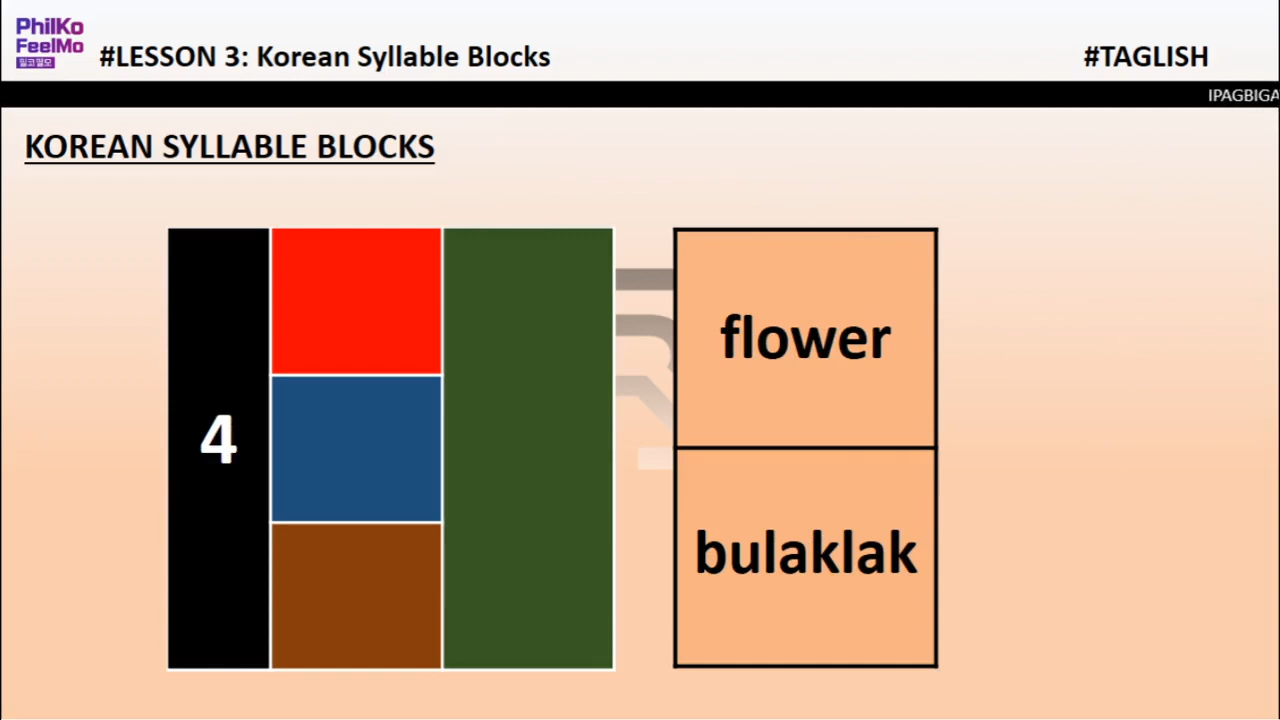 PhilKo
FeelMo
필코필모
#LESSON 3: Korean Syllable Blocks
#TAGLISH
IPAGBIGA
KOREAN SYLLABLE BLOCKS
4
flower
bulaklak